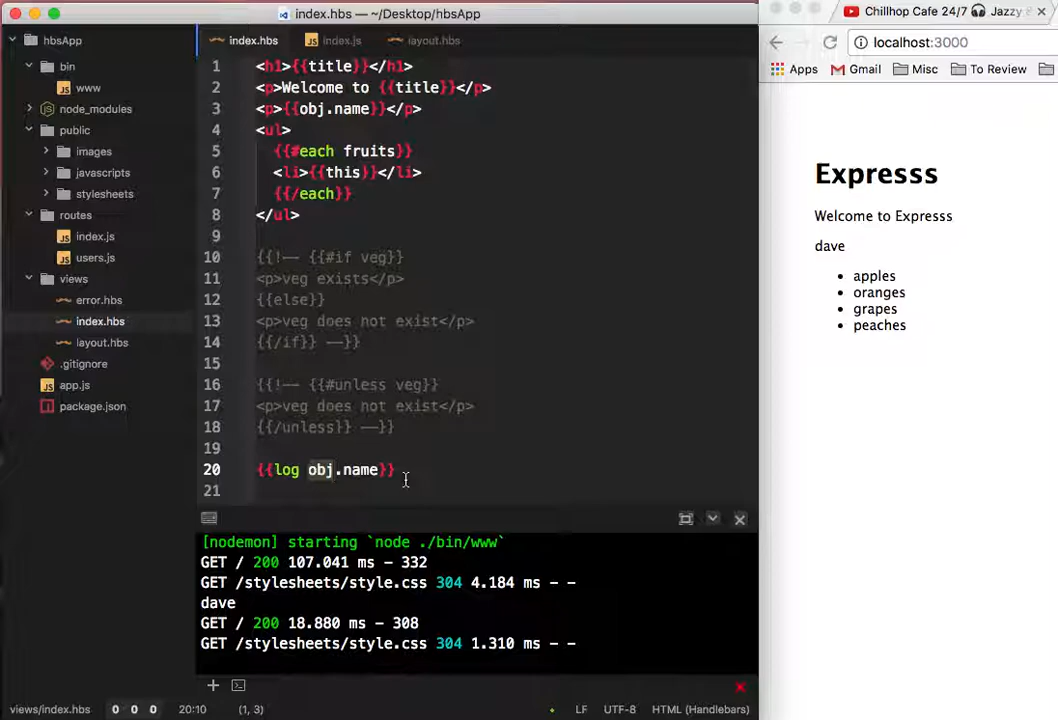 index.hbs — ~/Desktop/hbsApp
hbsApp
bin
www
node_modules
public
images
javascripts
stylesheets
routes
index.js
users.js
views
error.hbs
index.hbs
layout.hbs
.gitignore
app.js
package.json
index.hbs
index.js
layout.hbs
1 <h1>{{title}}</h1>
2 <p>Welcome to {{title}}</p>
3 <p>{{obj.name}}</p>
4 <ul>
5 {{#each fruits}}
6 <li>{{this}}</li>
7 {{/each}}
8 </ul>
9
10 {{!-- {{#if veg}}
11 <p>veg exists</p>
12 {{else}}
13 <p>veg does not exist</p>
14 {{/if}} --}}
15
16 {{!-- {{#unless veg}}
17 <p>veg does not exist</p>
18 {{/unless}} --}}
19
20 {{log obj.name}}
21
[nodemon] starting `node ./bin/www`
GET / 200 107.041 ms - 332
GET /stylesheets/style.css 304 4.184 ms - -
dave
GET / 200 18.880 ms - 308
GET /stylesheets/style.css 304 1.310 ms - -
views/index.hbs 0 0 0 20:10 (1, 3) LF UTF-8 HTML (Handlebars)
Chillhop Cafe 24/7 🎧 Jazzy
localhost:3000
Apps Gmail Misc To Review
Expresss
Welcome to Expresss
dave
• apples
• oranges
• grapes
• peaches